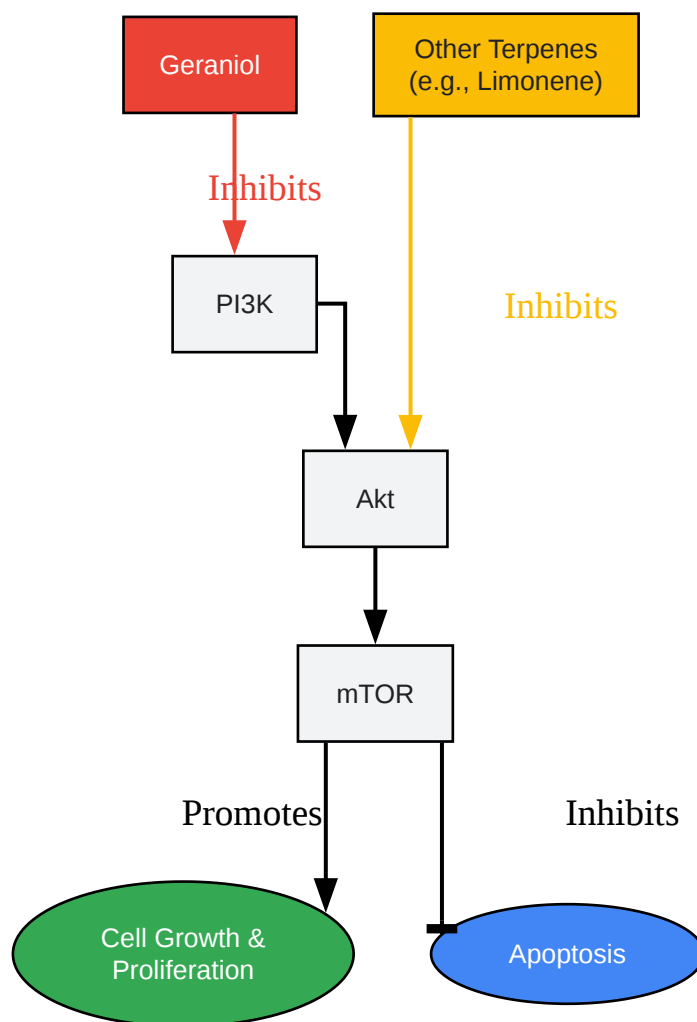 Geraniol
Other Terpenes
(e.g., Limonene)
Inhibits
PI3K
Inhibits
Akt
mTOR
Promotes
Inhibits
Cell Growth &
Proliferation
Apoptosis